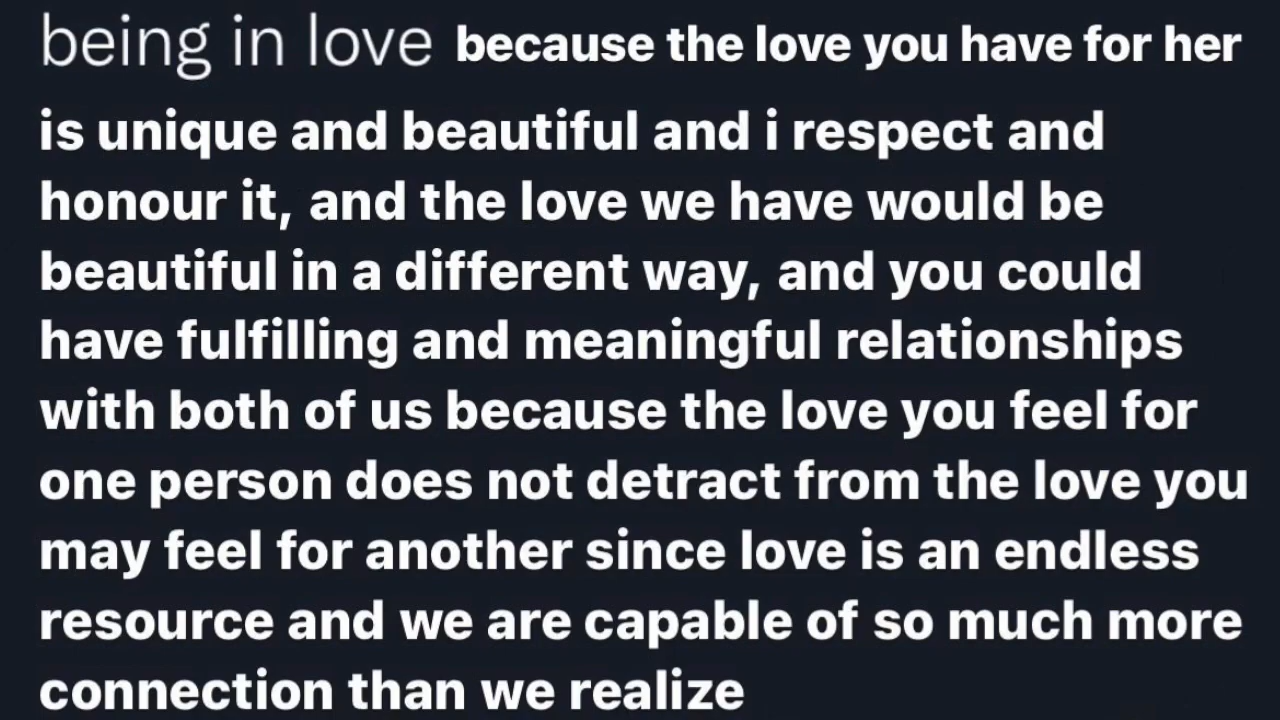 being in love because the love you have for her
is unique and beautiful and i respect and
honour it, and the love we have would be
beautiful in a different way, and you could
have fulfilling and meaningful relationships
with both of us because the love you feel for
one person does not detract from the love you
may feel for another since love is an endless
resource and we are capable of so much more
connection than we realize